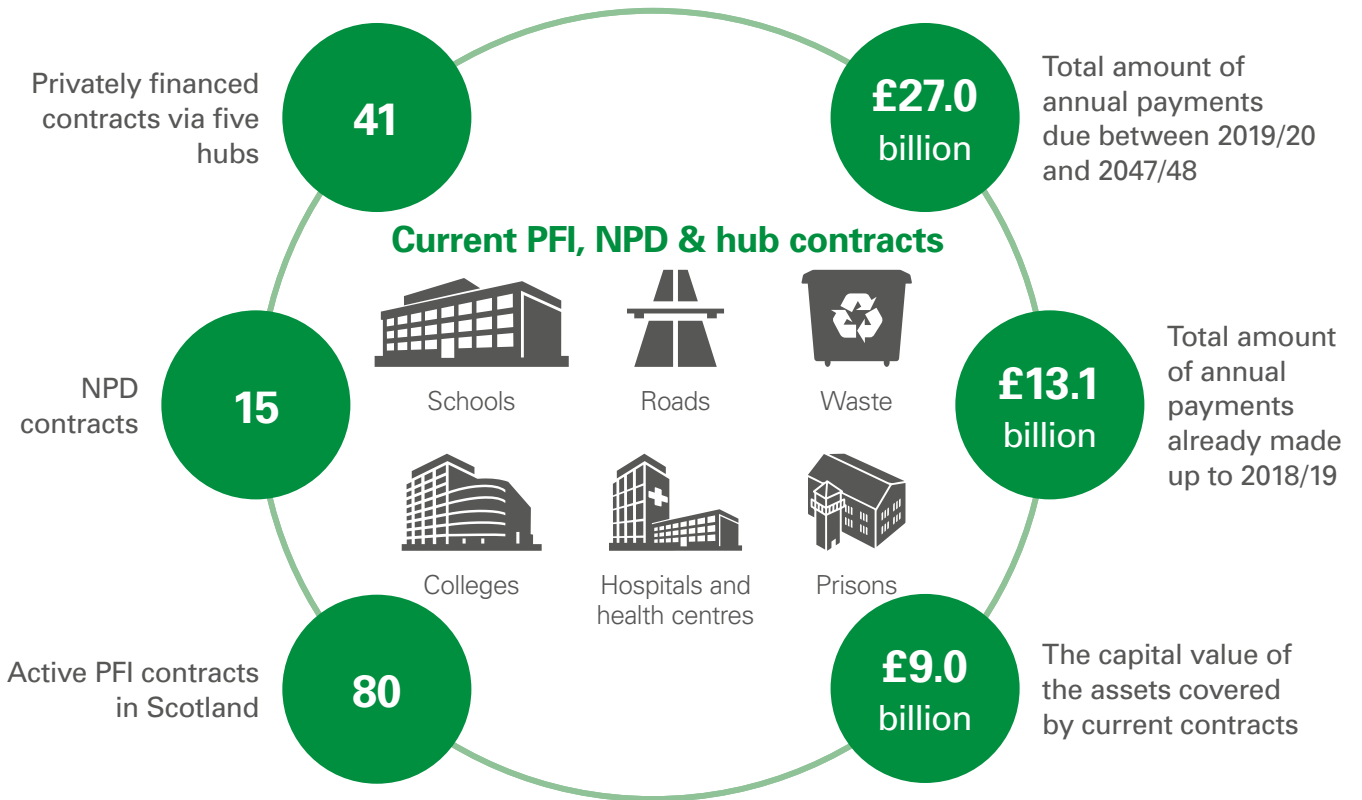 Privately financed
contracts via five
hubs
41
£27.0
billion
Total amount of
annual payments
due between 2019/20
and 2047/48
Current PFI, NPD & hub contracts
Schools
Roads
Waste
NPD
contracts
15
£13.1
billion
Total amount
of annual
payments
already made
up to 2018/19
Colleges
Hospitals and
health centres
Prisons
Active PFI contracts
in Scotland
80
£9.0
billion
The capital value of
the assets covered
by current contracts